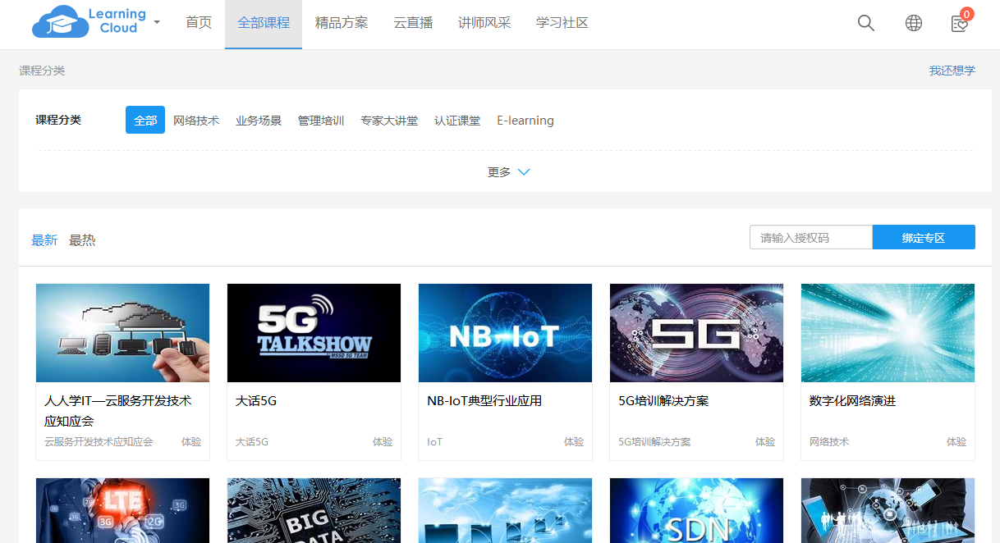 Learning Cloud
首页 全部课程 精品方案 云直播 讲师风采 学习社区
0
课程分类 我还想学
课程分类 全部 网络技术 业务场景 管理培训 专家大讲堂 认证课堂 E-learning
更多
最新 最热 请输入授权码 绑定专区
5G
TALKSHOW
by MSSD 5G TEAM
NB-IoT
5G
人人学IT—云服务开发技术
应知应会
云服务开发技术应知应会 体验
大话5G
大话5G 体验
NB-IoT典型行业应用
IoT 体验
5G培训解决方案
5G培训解决方案 体验
数字化网络演进
网络技术 体验
LTE
2G
3G
3G
3G
2G
BIG
DATA
SDN